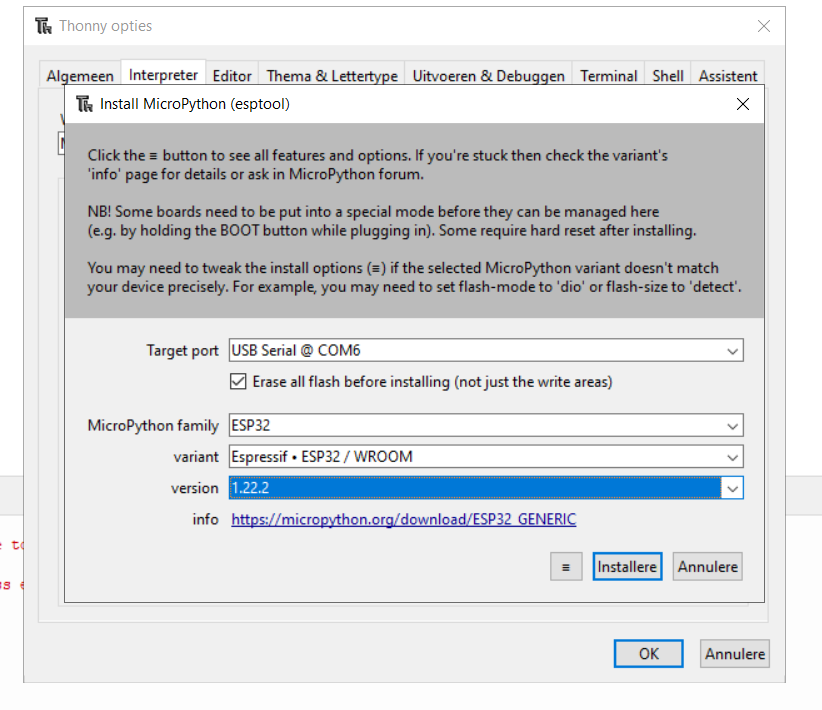 Thonny opties
Algemeen Interpreter Editor Thema & Lettertype Uitvoeren & Debuggen Terminal Shell Assistent
Install MicroPython (esptool)
Click the ≡ button to see all features and options. If you're stuck then check the variant's
'info' page for details or ask in MicroPython forum.
NB! Some boards need to be put into a special mode before they can be managed here
(e.g. by holding the BOOT button while plugging in). Some require hard reset after installing.
You may need to tweak the install options (≡) if the selected MicroPython variant doesn't match
your device precisely. For example, you may need to set flash-mode to 'dio' or flash-size to 'detect'.
Target port USB Serial @ COM6
Erase all flash before installing (not just the write areas)
MicroPython family ESP32
variant Espressif • ESP32 / WROOM
version 1.22.2
info https://micropython.org/download/ESP32_GENERIC
≡ Installere Annulere
OK Annulere